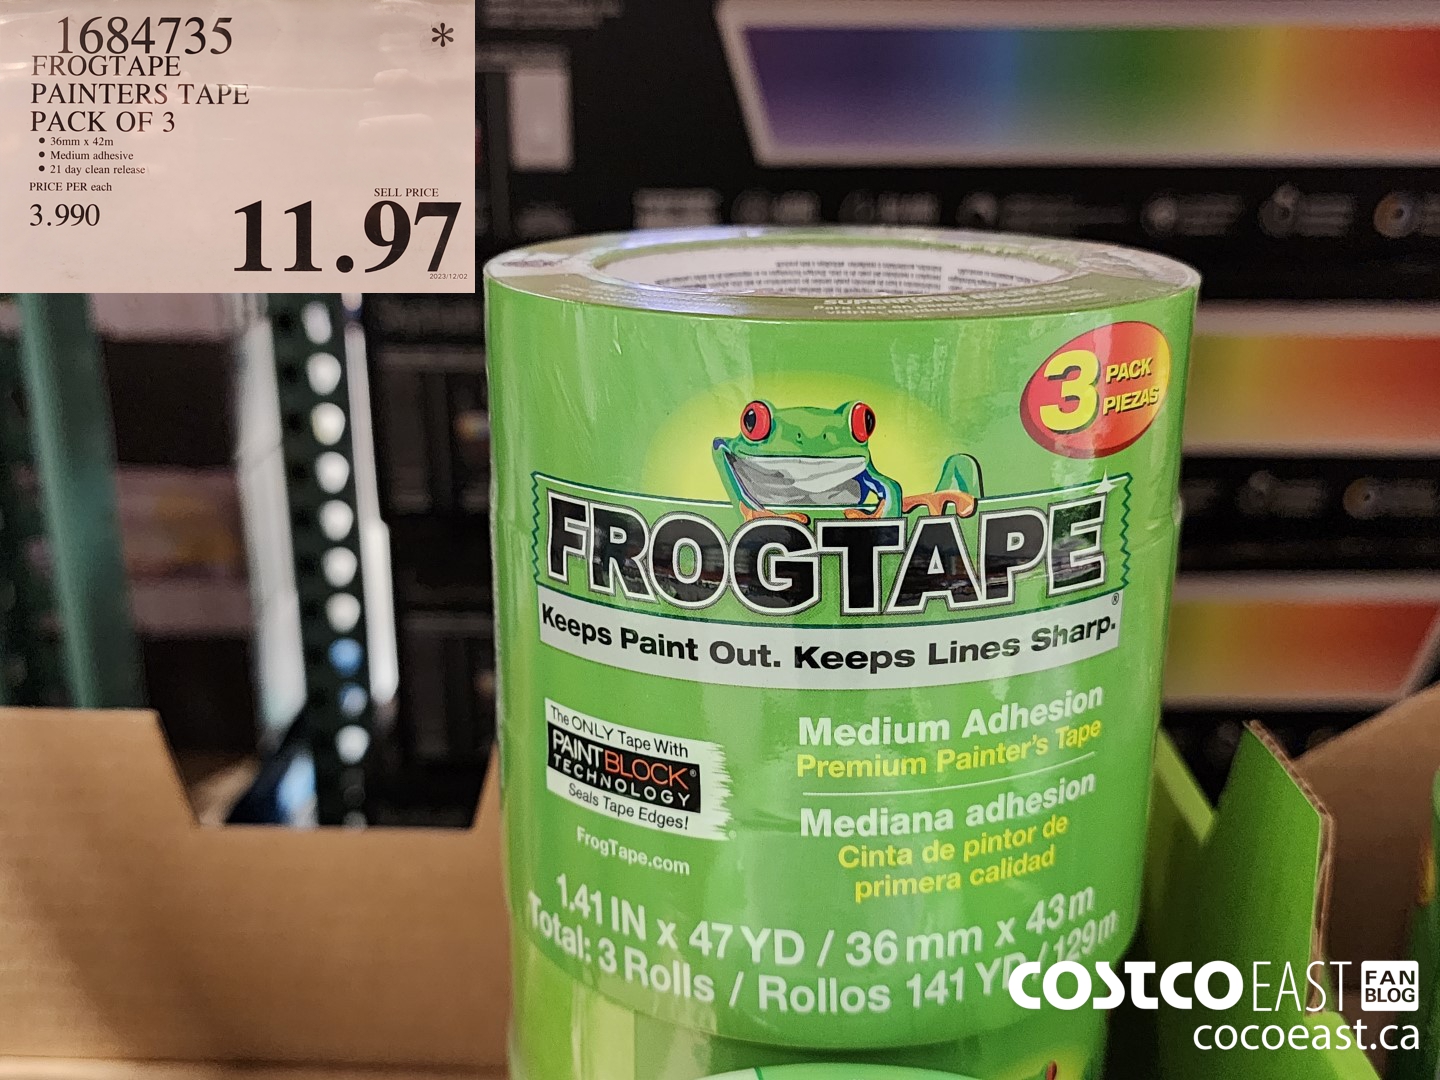 1684735 *
FROGTAPE
PAINTERS TAPE
PACK OF 3
• 36mm x 42m
• Medium adhesive
• 21 day clean release
PRICE PER each
3.990
SELL PRICE
11.97
2023/12/02
3 PACK
PIEZAS
FROGTAPE
Keeps Paint Out. Keeps Lines Sharp.®
The ONLY Tape With
PAINTBLOCK®
TECHNOLOGY
Seals Tape Edges!
FrogTape.com
Medium Adhesion
Premium Painter's Tape
Mediana adhesión
Cinta de pintor de
primera calidad
1.41 IN x 47 YD / 36 mm x 43 m
Total: 3 Rolls / Rollos 141 YD / 129 m
COSTCO EAST FAN
BLOG
cocoeast.ca